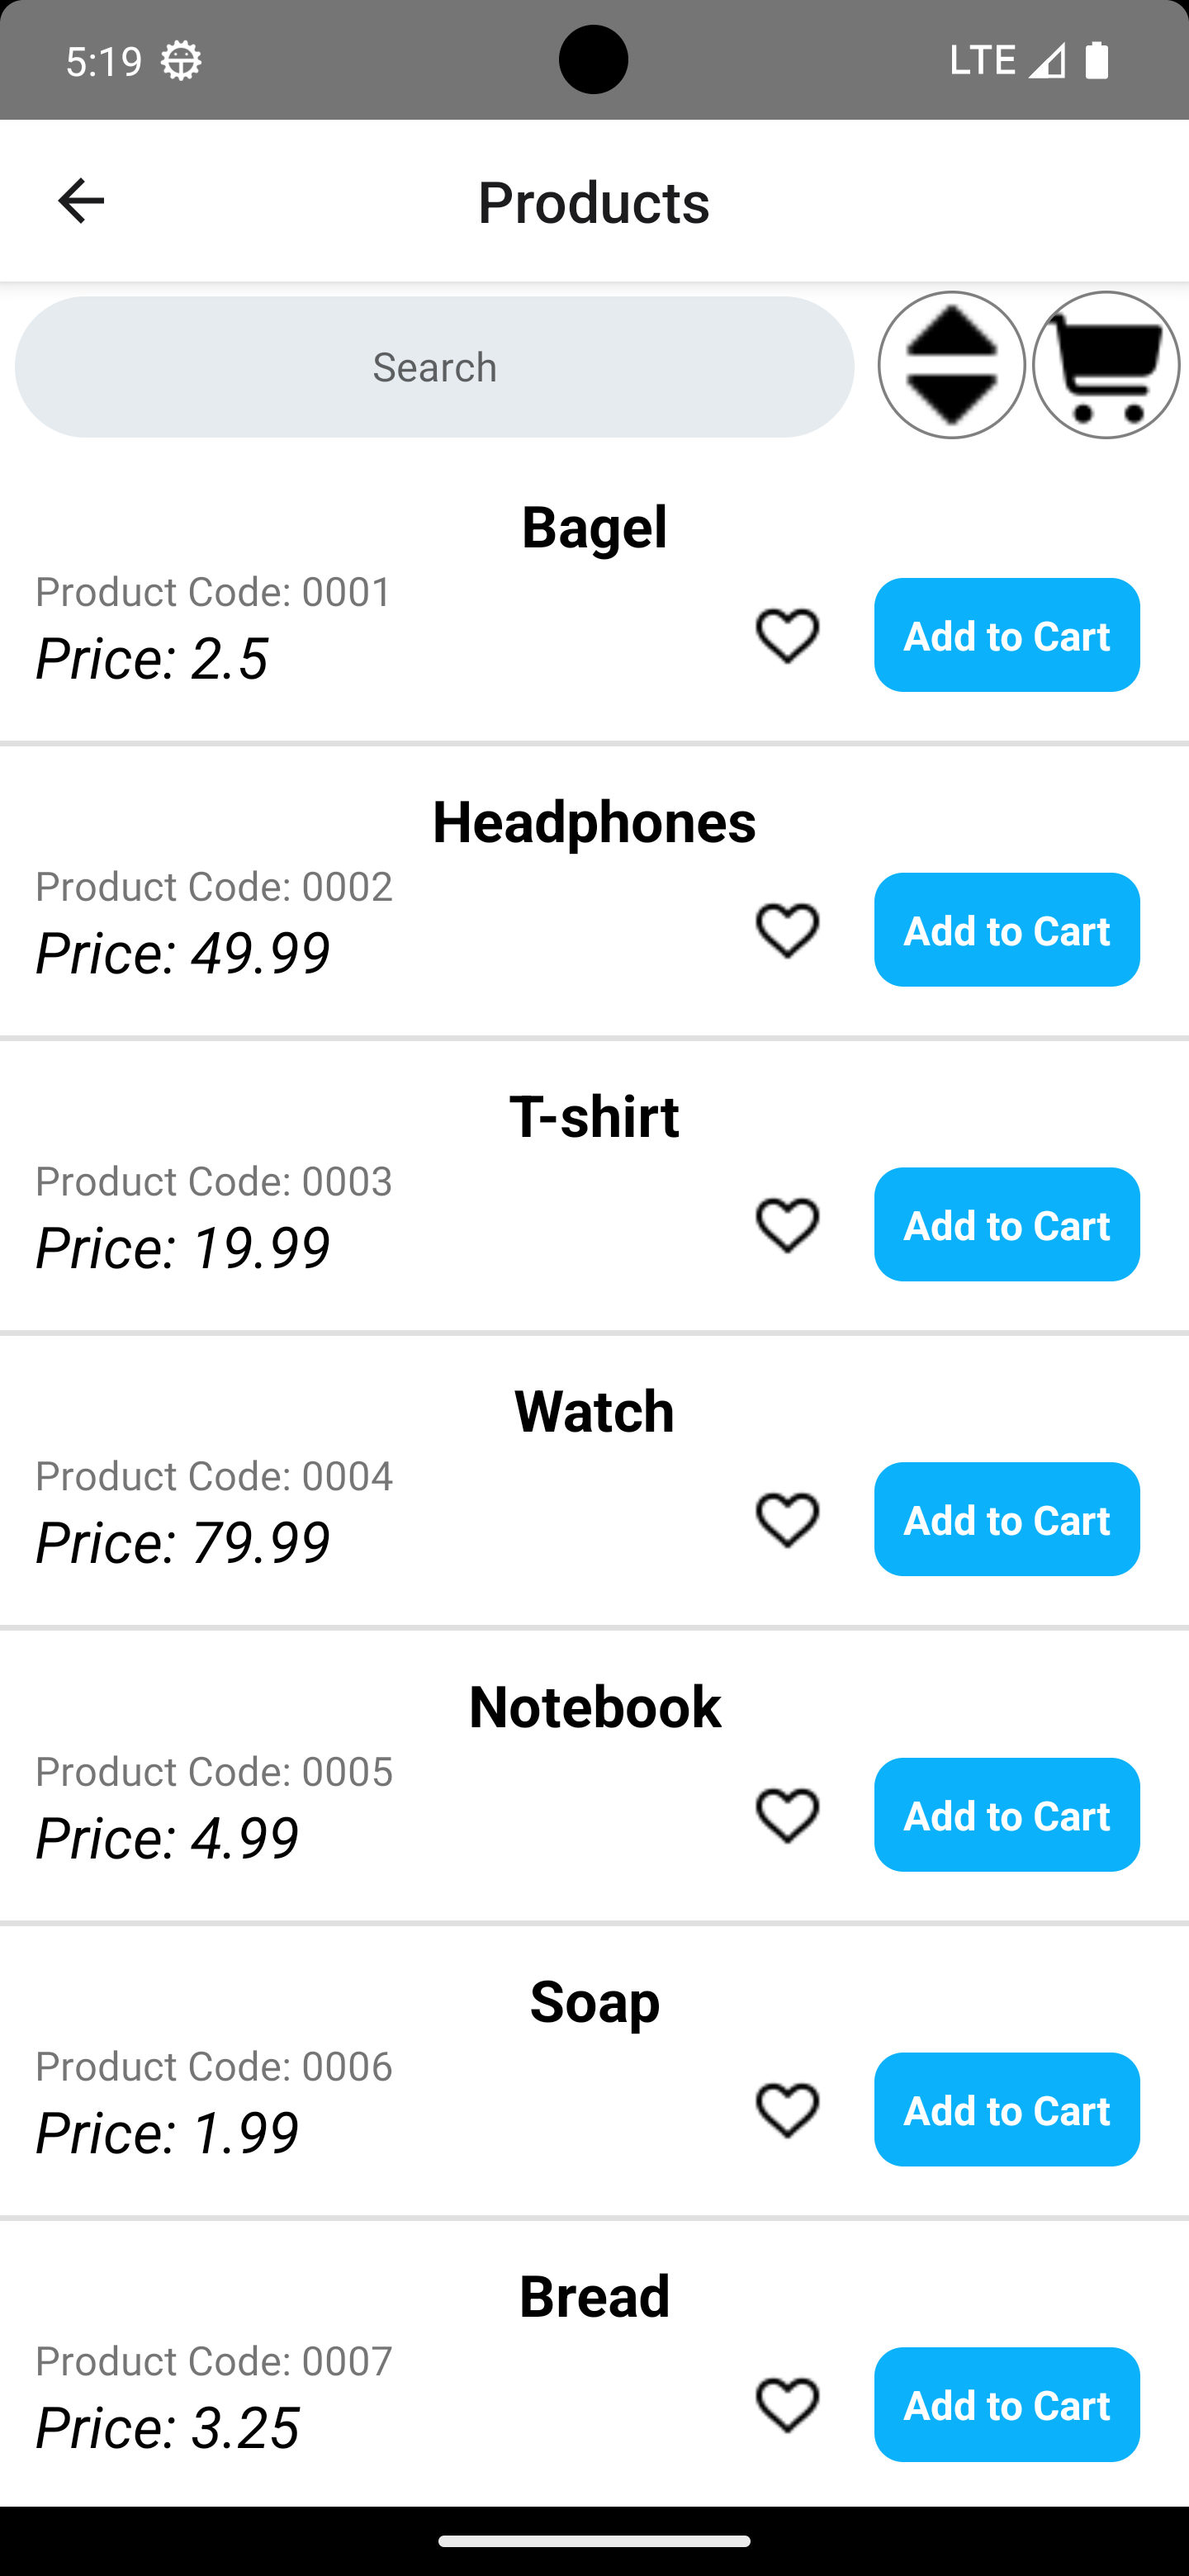 5:19
LTE
Products
Search
Bagel
Product Code: 0001
Price: 2.5
Add to Cart
Headphones
Product Code: 0002
Price: 49.99
Add to Cart
T-shirt
Product Code: 0003
Price: 19.99
Add to Cart
Watch
Product Code: 0004
Price: 79.99
Add to Cart
Notebook
Product Code: 0005
Price: 4.99
Add to Cart
Soap
Product Code: 0006
Price: 1.99
Add to Cart
Bread
Product Code: 0007
Price: 3.25
Add to Cart